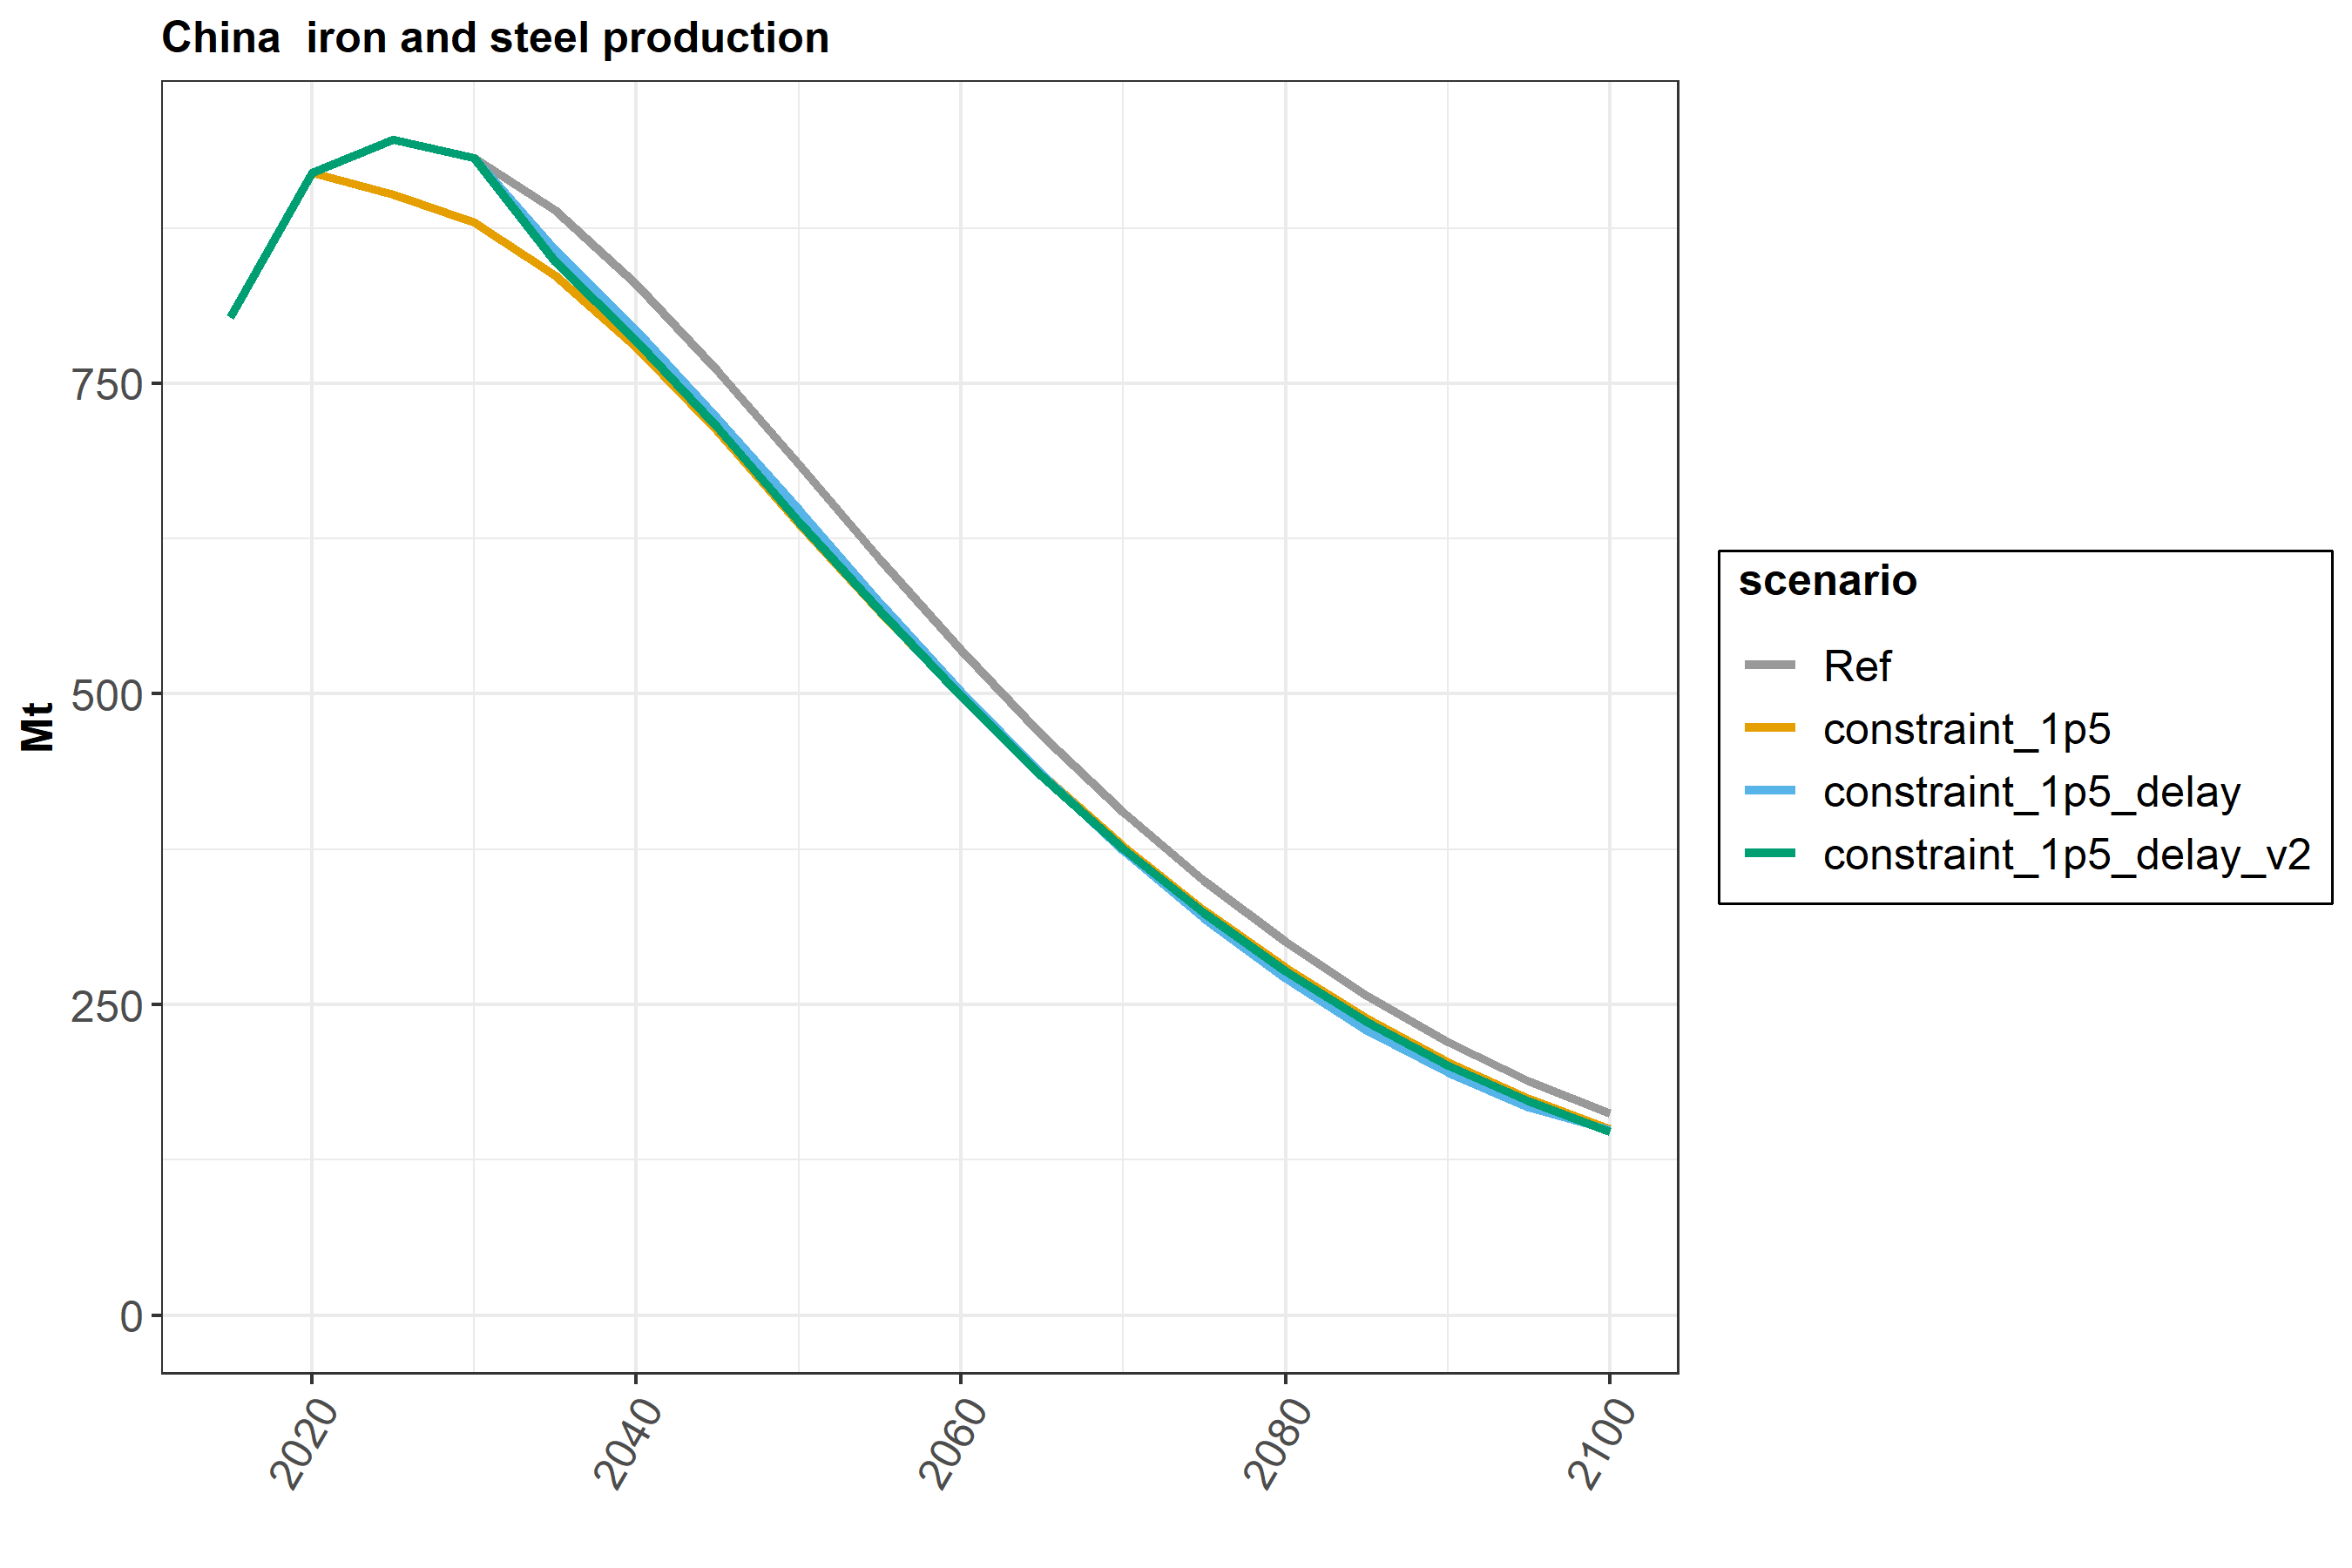 China  iron and steel production
Mt
750
500
250
0
2020
2040
2060
2080
2100
scenario
Ref
constraint_1p5
constraint_1p5_delay
constraint_1p5_delay_v2